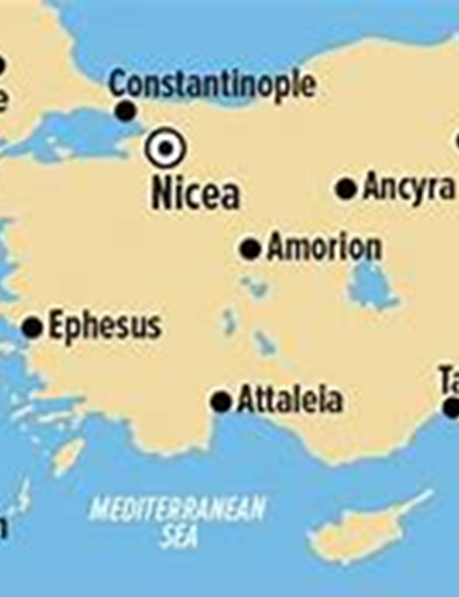 Constantinople
Nicea
Ancyra
Amorion
Ephesus
Attaleia
MEDITERRANEAN
SEA